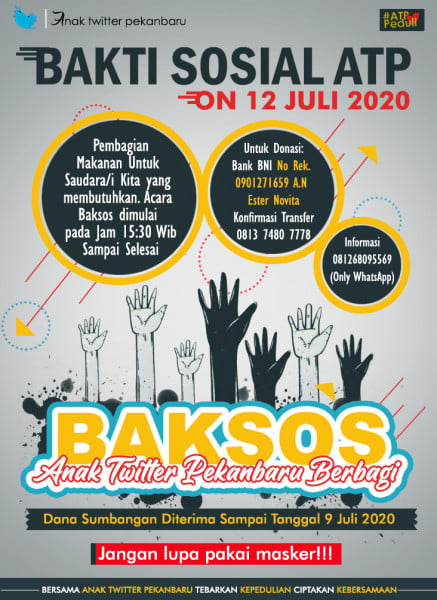 Anak twitter pekanbaru
#ATP
Peduli
BAKTI SOSIAL ATP
ON 12 JULI 2020
Pembagian
Makanan Untuk
Saudara/i Kita yang
membutuhkan. Acara
Baksos dimulai
pada Jam 15:30 Wib
Sampai Selesai
Untuk Donasi:
Bank BNI No Rek.
0901271659 A.N
Ester Novita
Konfirmasi Transfer
0813 7480 7778
Informasi
081268095569
(Only WhatsApp)
BAKSOS
Anak Twitter Pekanbaru Berbagi
Dana Sumbangan Diterima Sampai Tanggal 9 Juli 2020
Jangan lupa pakai masker!!!
BERSAMA ANAK TWITTER PEKANBARU TEBARKAN KEPEDULIAN CIPTAKAN KEBERSAMAAN